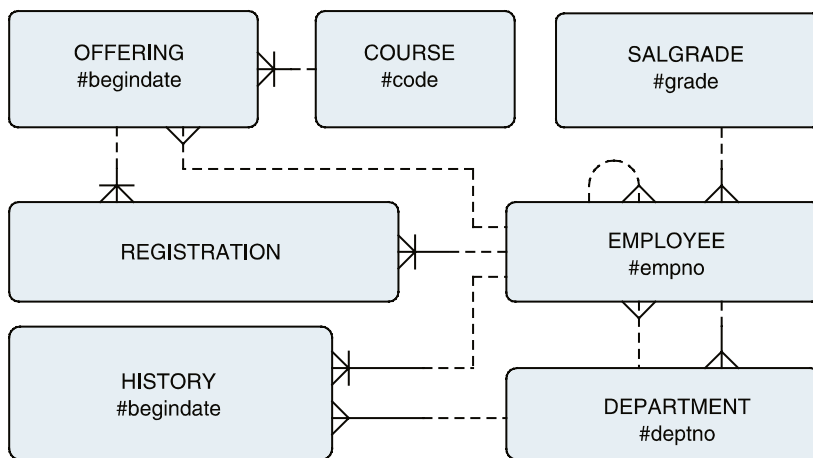 OFFERING
#begindate
COURSE
#code
SALGRADE
#grade
REGISTRATION
EMPLOYEE
#empno
HISTORY
#begindate
DEPARTMENT
#deptno